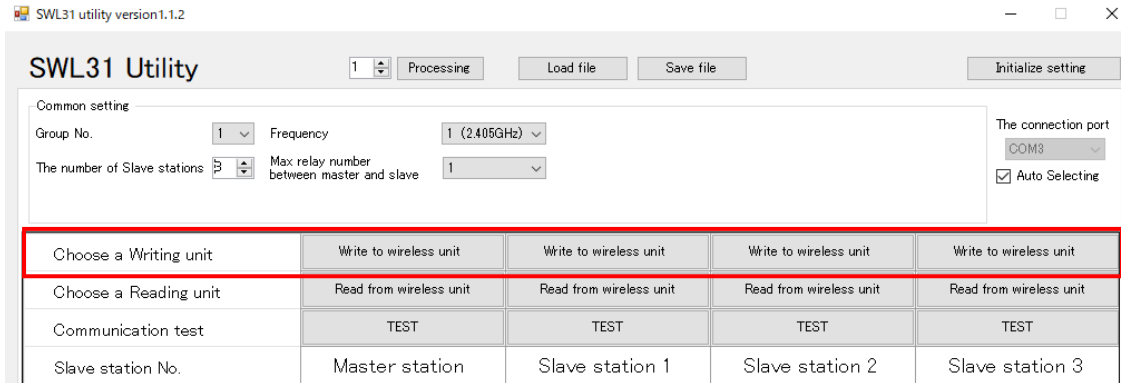 SWL31 utility version1.1.2
SWL31 Utility
1
Processing
Load file
Save file
Initialize setting
Common setting
Group No.
1
Frequency
1 (2.405GHz)
The number of Slave stations
3
Max relay number
between master and slave
1
The connection port
COM3
Auto Selecting
Choose a Writing unit
Write to wireless unit
Write to wireless unit
Write to wireless unit
Write to wireless unit
Choose a Reading unit
Read from wireless unit
Read from wireless unit
Read from wireless unit
Read from wireless unit
Communication test
TEST
TEST
TEST
TEST
Slave station No.
Master station
Slave station 1
Slave station 2
Slave station 3